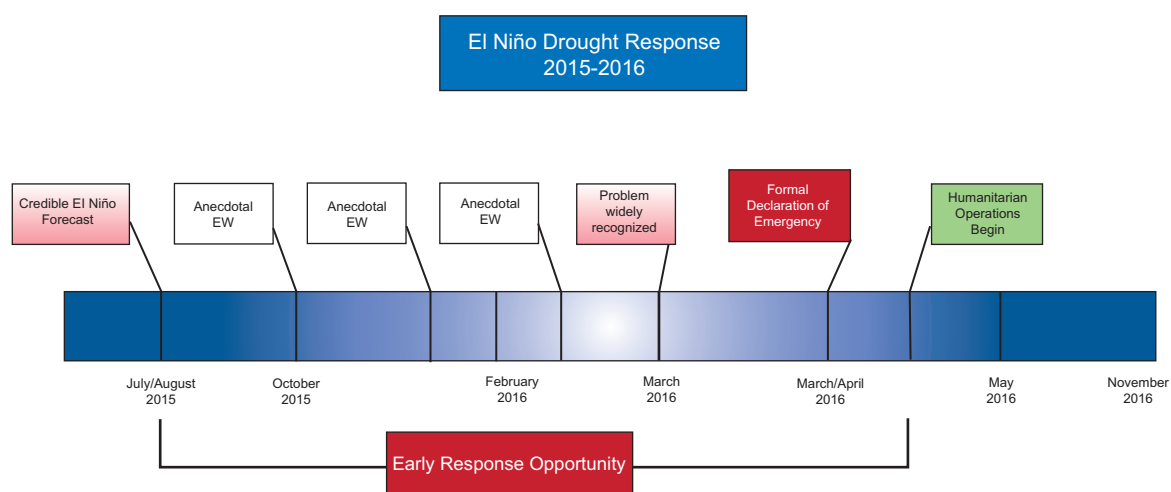 El Niño Drought Response
2015-2016
Credible El Niño
Forecast
Anecdotal
EW
Anecdotal
EW
Anecdotal
EW
Problem
widely
recognized
Formal
Declaration of
Emergency
Humanitarian
Operations
Begin
July/August
2015
October
2015
February
2016
March
2016
March/April
2016
May
2016
November
2016
Early Response Opportunity